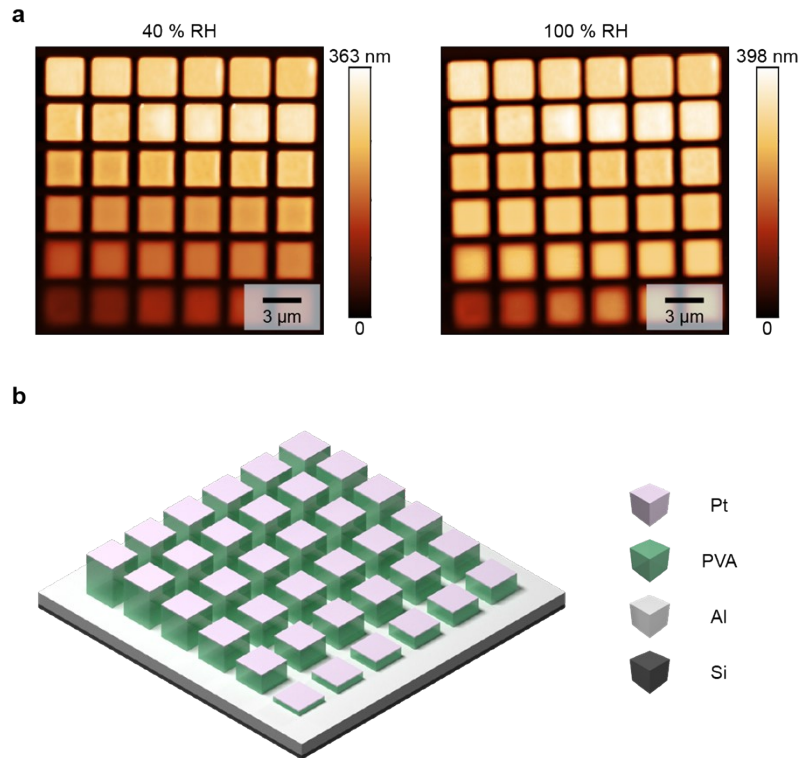 a
40 % RH
100 % RH
363 nm
398 nm
3 μm
3 μm
0
0
b
Pt
PVA
Al
Si